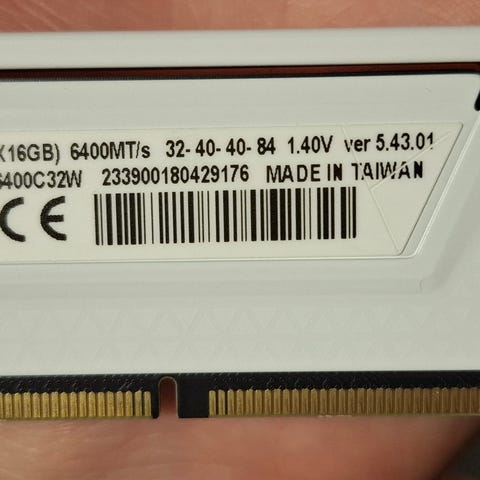 X16GB) 6400MT/s 32-40-40-84 1.40V ver 5.43.01
6400C32W 233900180429176 MADE IN TAIWAN
CE